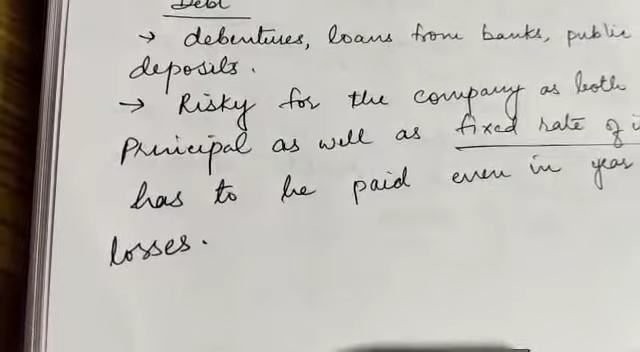 Debt
→ debentures, loans from banks, public
deposits.
→ Risky for the company as both
Principal as well as fixed rate of i
has to be paid even in year
losses.